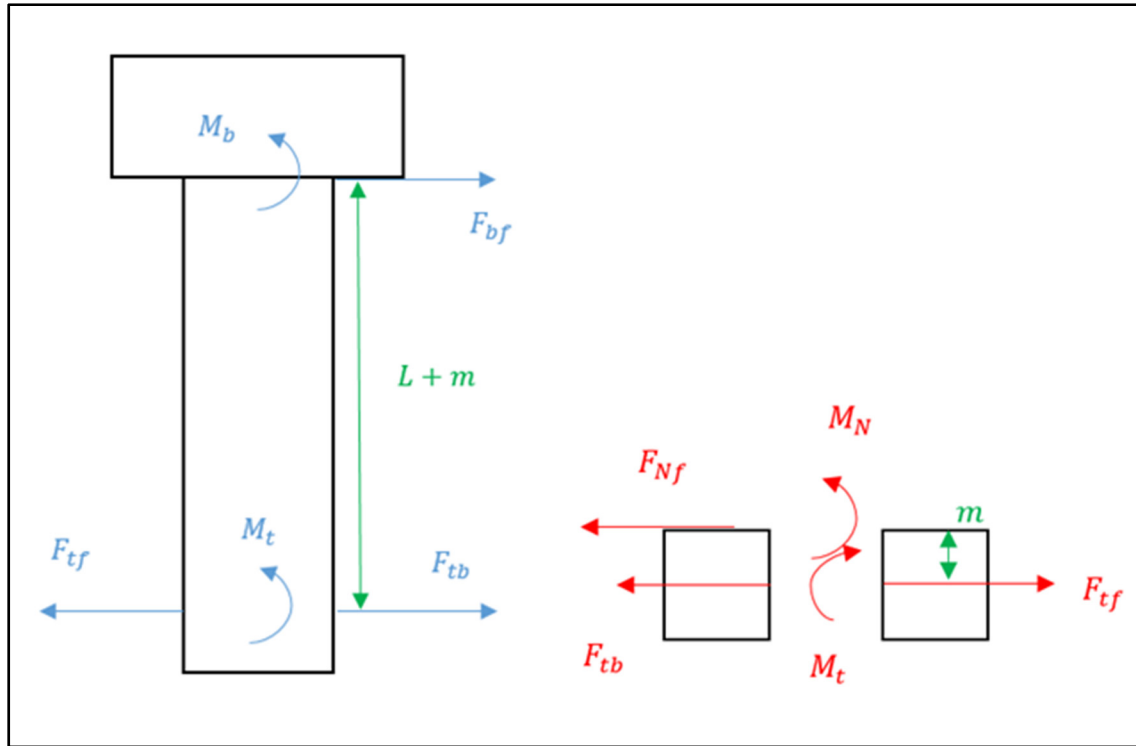 M_b
F_bf
L + m
M_t
F_tf
F_tb
M_N
F_Nf
m
F_tf
F_tb
M_t